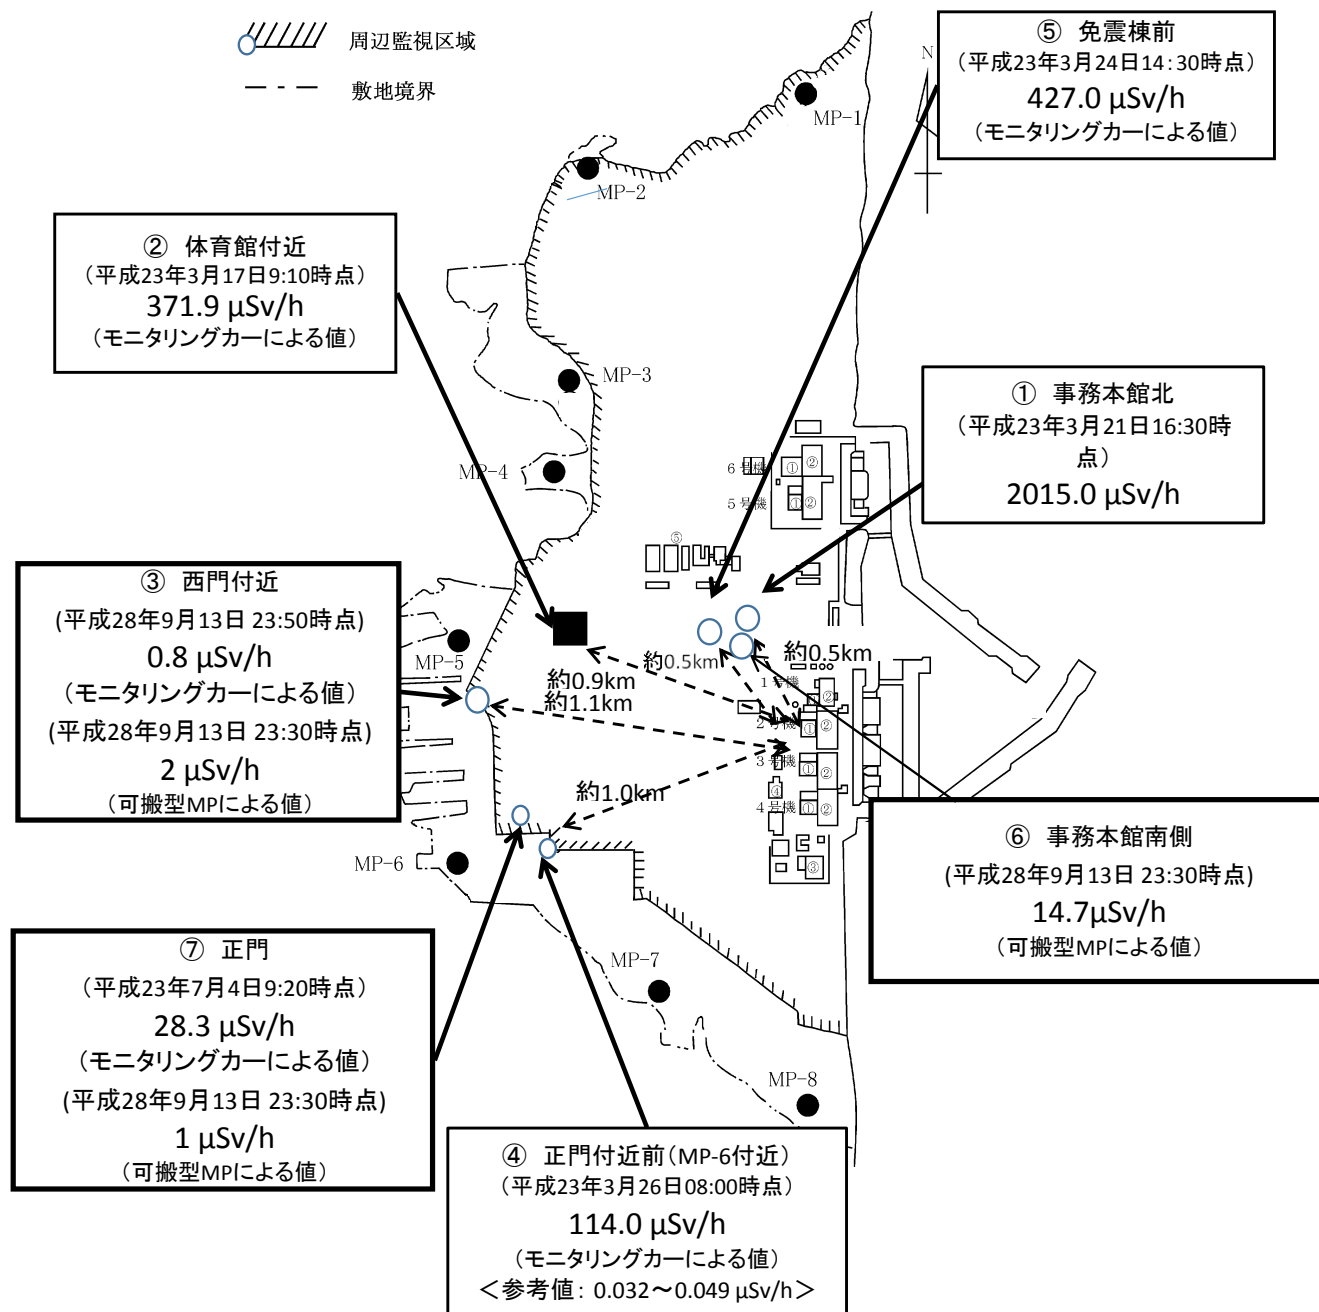 周辺監視区域
敷地境界
N
⑤ 免震棟前
(平成23年3月24日14:30時点)
427.0 μSv/h
(モニタリングカーによる値)
MP-1
MP-2
② 体育館付近
(平成23年3月17日9:10時点)
371.9 μSv/h
(モニタリングカーによる値)
MP-3
① 事務本館北
(平成23年3月21日16:30時
点)
2015.0 μSv/h
MP-4
6号機
①
②
5号機
①
②
⑤
③ 西門付近
(平成28年9月13日 23:50時点)
0.8 μSv/h
(モニタリングカーによる値)
(平成28年9月13日 23:30時点)
2 μSv/h
(可搬型MPによる値)
MP-5
約0.5km
約0.5km
約0.9km
約1.1km
1号機
②
2号機
①
②
3号機
①
②
約1.0km
④
4号機
①
②
③
MP-6
⑥ 事務本館南側
(平成28年9月13日 23:30時点)
14.7μSv/h
(可搬型MPによる値)
⑦ 正門
(平成23年7月4日9:20時点)
28.3 μSv/h
(モニタリングカーによる値)
(平成28年9月13日 23:30時点)
1 μSv/h
(可搬型MPによる値)
MP-7
MP-8
④ 正門付近前(MP-6付近)
(平成23年3月26日08:00時点)
114.0 μSv/h
(モニタリングカーによる値)
<参考値: 0.032～0.049 μSv/h>